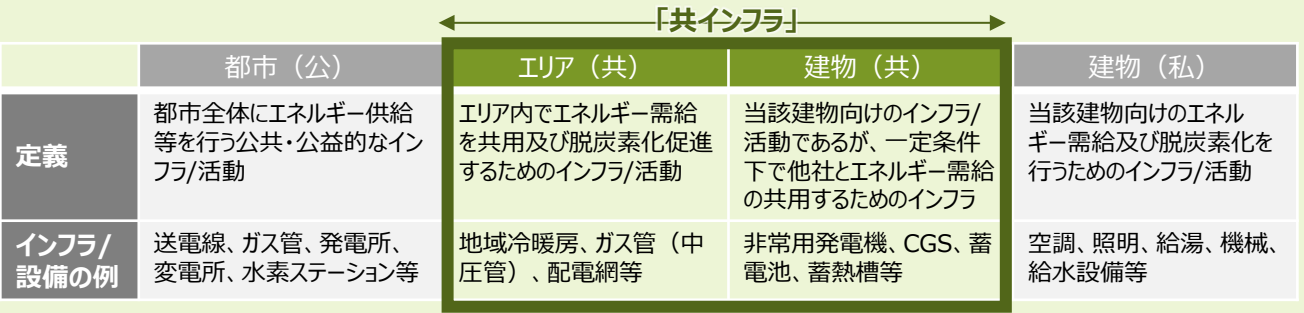 「共インフラ」
都市（公）
エリア（共）
建物（共）
建物（私）
定義
都市全体にエネルギー供給
等を行う公共・公益的なイン
フラ/活動
エリア内でエネルギー需給
を共用及び脱炭素化促進
するためのインフラ/活動
当該建物向けのインフラ/
活動であるが、一定条件
下で他社とエネルギー需給
の共用するためのインフラ
当該建物向けのエネル
ギー需給及び脱炭素化を
行うためのインフラ/活動
インフラ/
設備の例
送電線、ガス管、発電所、
変電所、水素ステーション等
地域冷暖房、ガス管（中
圧管）、配電網等
非常用発電機、CGS、蓄
電池、蓄熱槽等
空調、照明、給湯、機械、
給水設備等